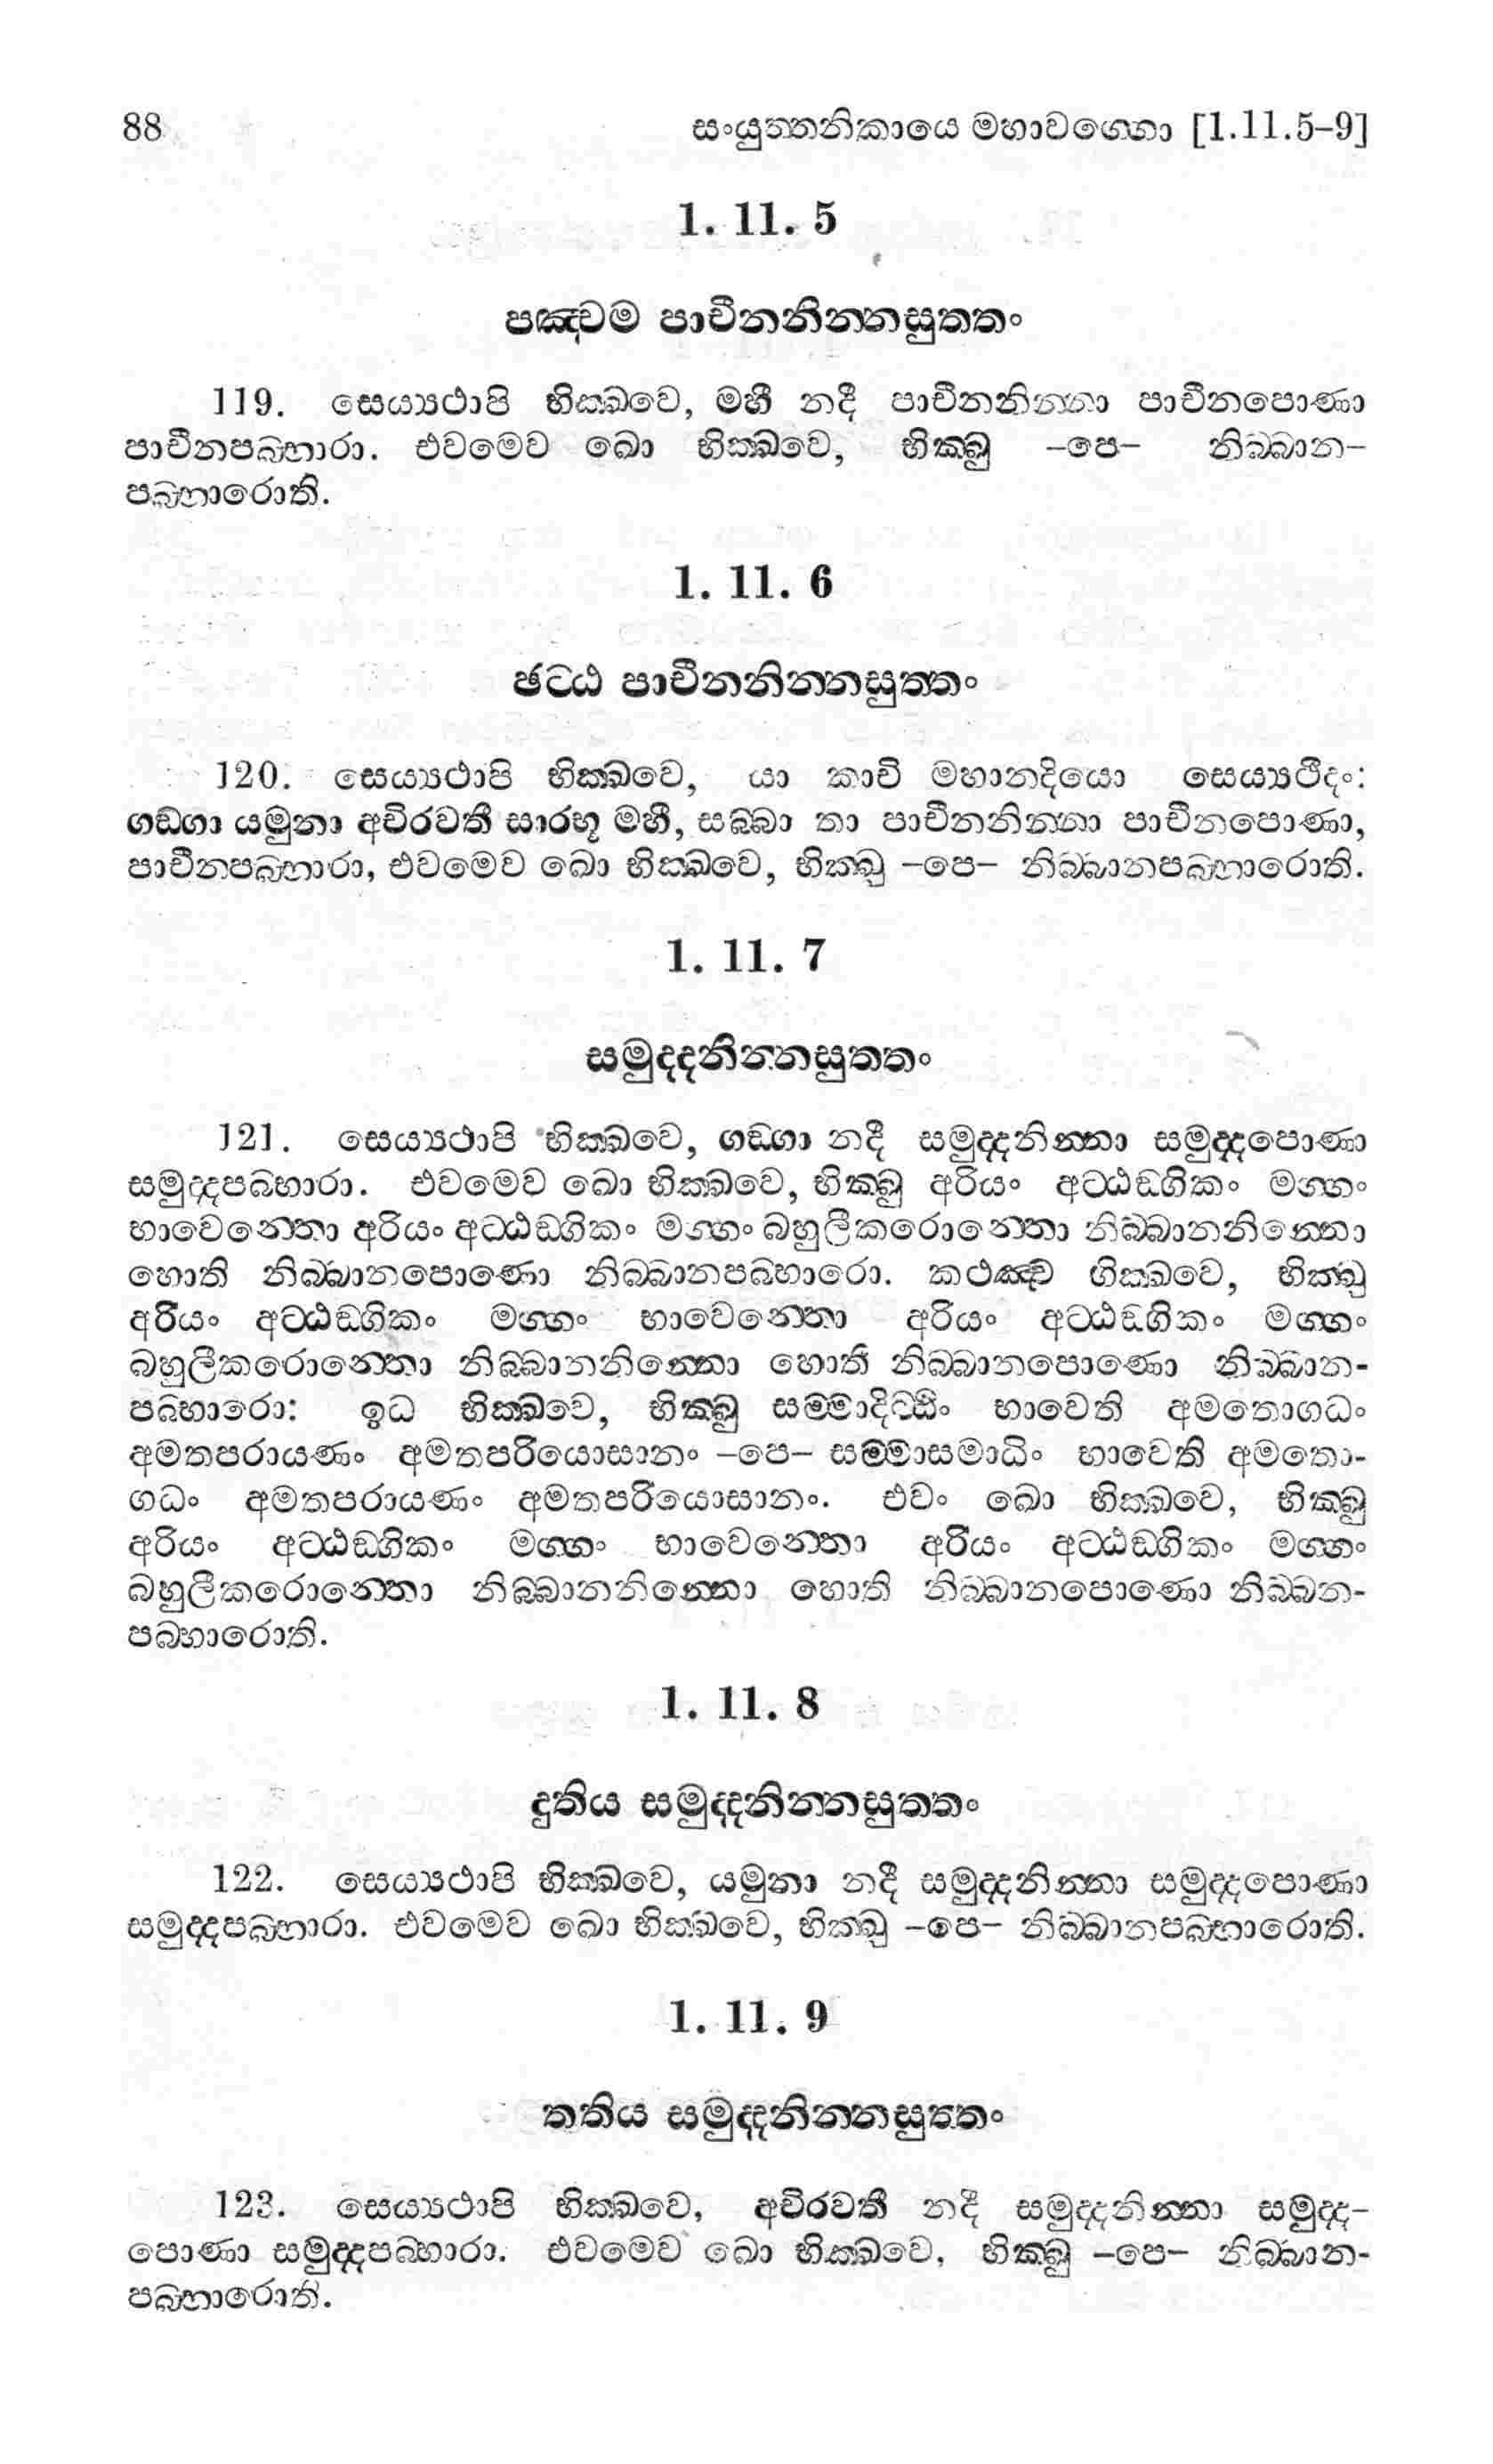 88 සංයුත්තනිකායෙ මහාවග්ගො [1.11.5-9]
1. 11. 5
පඤ්චම පාචීනනින්නසුත්තං
119. සෙය්‍යථාපි භික්ඛවෙ, මහී නදී පාචීනනින්නා පාචීනපොණා
පාචීනපබ්භාරා. එවමෙව ඛො භික්ඛවෙ, භික්ඛු -පෙ- නිබ්බාන-
පබ්භාරොති.
1. 11. 6
ඡට්ඨ පාචීනනින්නසුත්තං
120. සෙය්‍යථාපි භික්ඛවෙ, යා කාචි මහානදියො සෙය්‍යථීදං:
ගඞ්ගා යමුනා අචිරවතී සාරභූ මහී, සබ්බා තා පාචීනනින්නා පාචීනපොණා,
පාචීනපබ්භාරා, එවමෙව ඛො භික්ඛවෙ, භික්ඛු -පෙ- නිබ්බානපබ්භාරොති.
1. 11. 7
සමුද්දනින්නසුත්තං
121. සෙය්‍යථාපි භික්ඛවෙ, ගඞ්ගා නදී සමුද්දනින්නා සමුද්දපොණා
සමුද්දපබ්භාරා. එවමෙව ඛො භික්ඛවෙ, භික්ඛු අරියං අට්ඨඞ්ගිකං මග්ගං
භාවෙන්තො අරියං අට්ඨඞ්ගිකං මග්ගං බහුලීකරොන්තො නිබ්බානනින්නො
හොති නිබ්බානපොණො නිබ්බානපබ්භාරො. කථඤ්ච භික්ඛවෙ, භික්ඛු
අරියං අට්ඨඞ්ගිකං මග්ගං භාවෙන්තො අරියං අට්ඨඞ්ගිකං මග්ගං
බහුලීකරොන්තො නිබ්බානනින්නො හොති නිබ්බානපොණො නිබ්බාන-
පබ්භාරො: ඉධ භික්ඛවෙ, භික්ඛු සම්මාදිට්ඨිං භාවෙති අමතොගධං
අමතපරායණං අමතපරියොසානං -පෙ- සම්මාසමාධිං භාවෙති අමතො-
ගධං අමතපරායණං අමතපරියොසානං. එවං ඛො භික්ඛවෙ, භික්ඛු
අරියං අට්ඨඞ්ගිකං මග්ගං භාවෙන්තො අරියං අට්ඨඞ්ගිකං මග්ගං
බහුලීකරොන්තො නිබ්බානනින්නො හොති නිබ්බානපොණො නිබ්බන-
පබ්භාරොති.
1. 11. 8
දුතිය සමුද්දනින්නසුත්තං
122. සෙය්‍යථාපි භික්ඛවෙ, යමුනා නදී සමුද්දනින්නා සමුද්දපොණා
සමුද්දපබ්භාරා. එවමෙව ඛො භික්ඛවෙ, භික්ඛු -පෙ- නිබ්බානපබ්භාරොති.
1. 11. 9
තතිය සමුද්දනින්නසුත්තං
123. සෙය්‍යථාපි භික්ඛවෙ, අචිරවතී නදී සමුද්දනින්නා සමුද්ද-
පොණා සමුද්දපබ්භාරා. එවමෙව ඛො භික්ඛවෙ, භික්ඛු -පෙ- නිබ්බාන-
පබ්භාරොති.